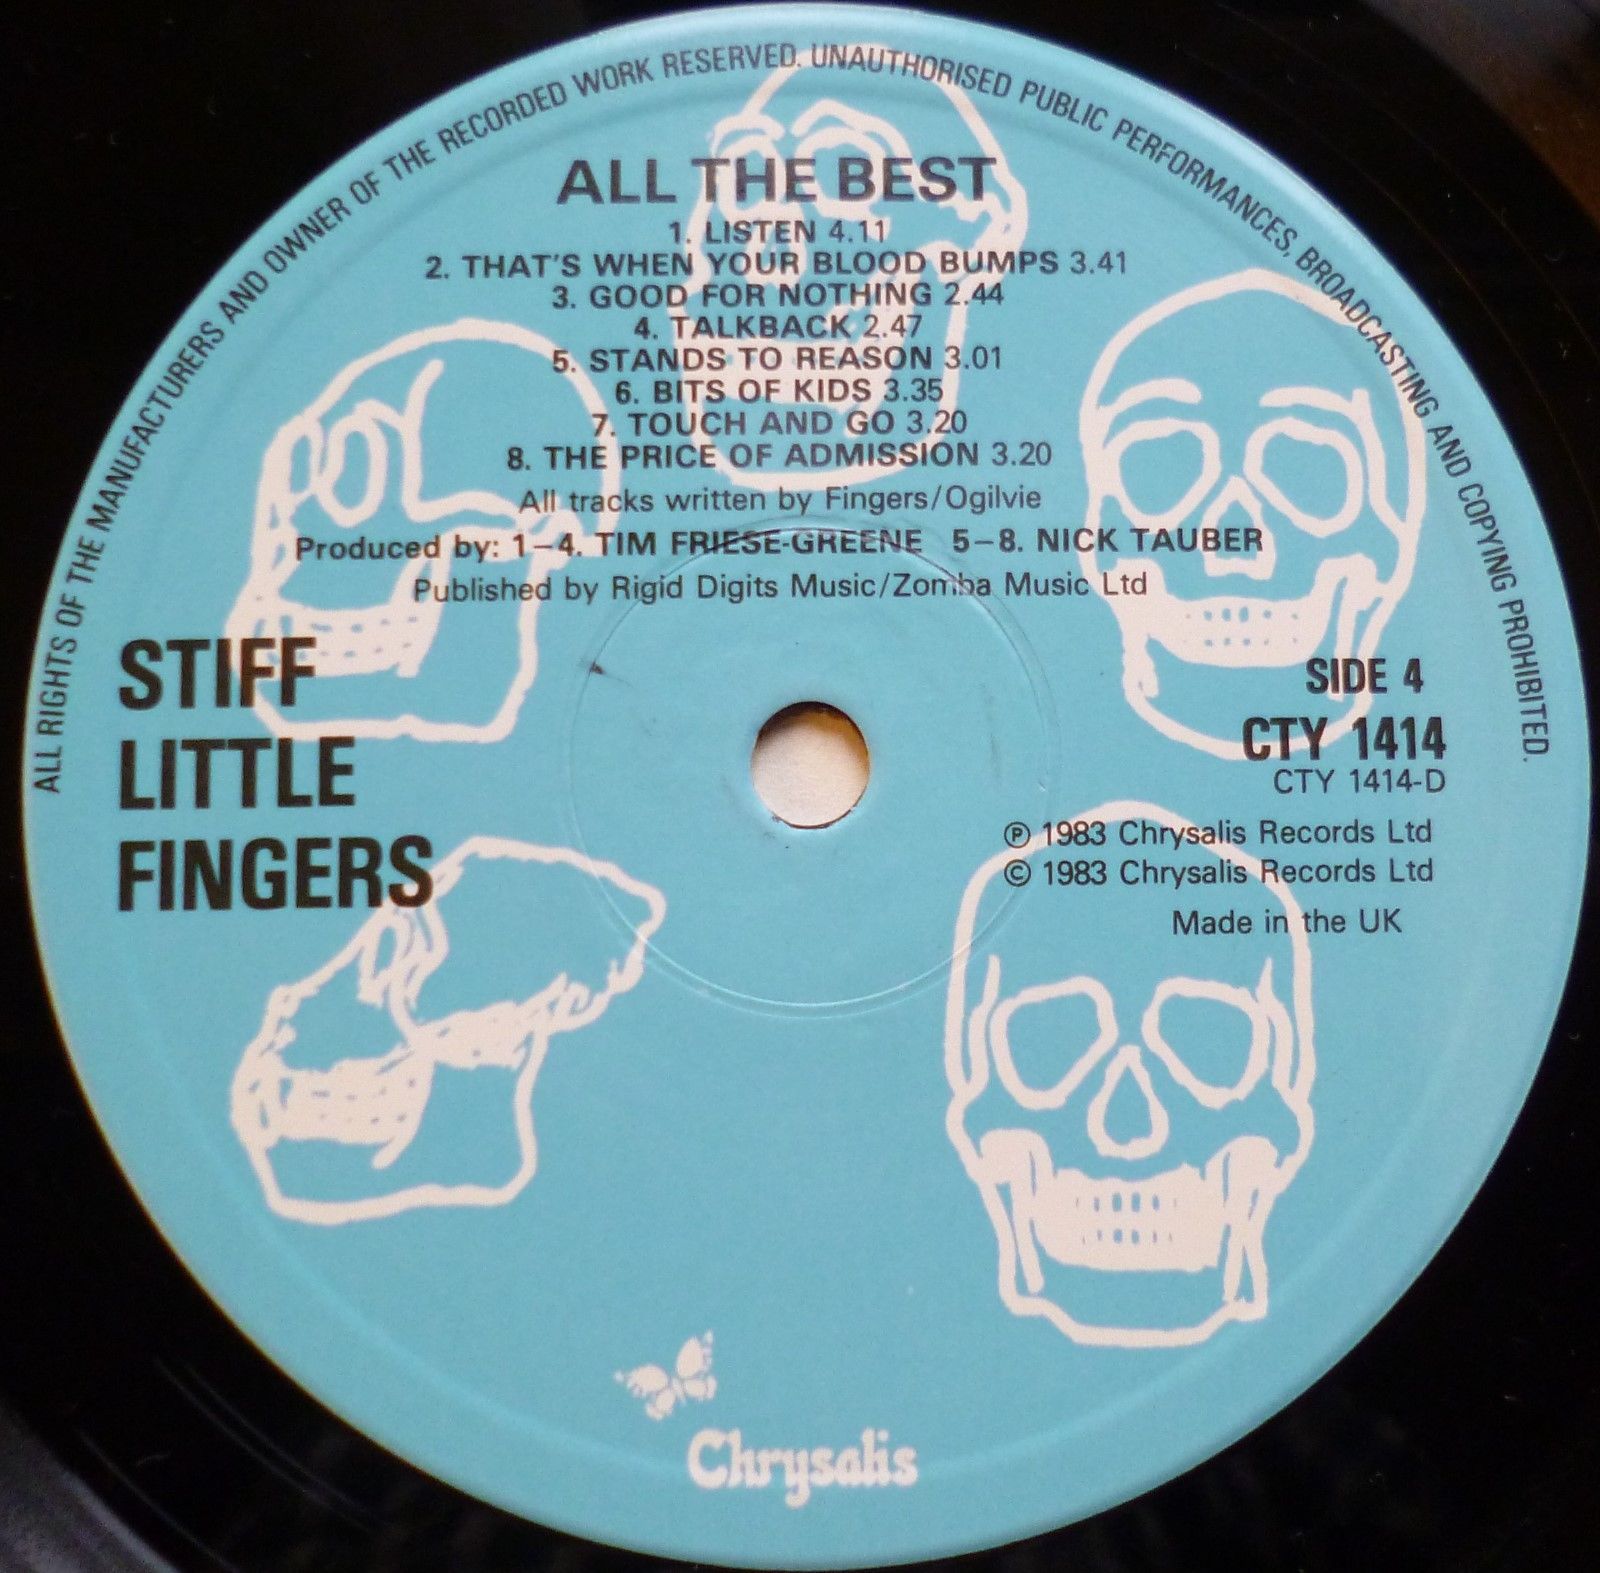 ALL RIGHTS OF THE MANUFACTURERS AND OWNER OF THE RECORDED WORK RESERVED. UNAUTHORISED PUBLIC PERFORMANCES, BROADCASTING AND COPYING PROHIBITED.
ALL THE BEST
1. LISTEN 4.11
2. THAT'S WHEN YOUR BLOOD BUMPS 3.41
3. GOOD FOR NOTHING 2.44
4. TALKBACK 2.47
5. STANDS TO REASON 3.01
6. BITS OF KIDS 3.35
7. TOUCH AND GO 3.20
8. THE PRICE OF ADMISSION 3.20
All tracks written by Fingers/Ogilvie
Produced by: 1–4. TIM FRIESE-GREENE 5–8. NICK TAUBER
Published by Rigid Digits Music/Zomba Music Ltd
STIFF
LITTLE
FINGERS
SIDE 4
CTY 1414
CTY 1414-D
℗ 1983 Chrysalis Records Ltd
© 1983 Chrysalis Records Ltd
Made in the UK
Chrysalis